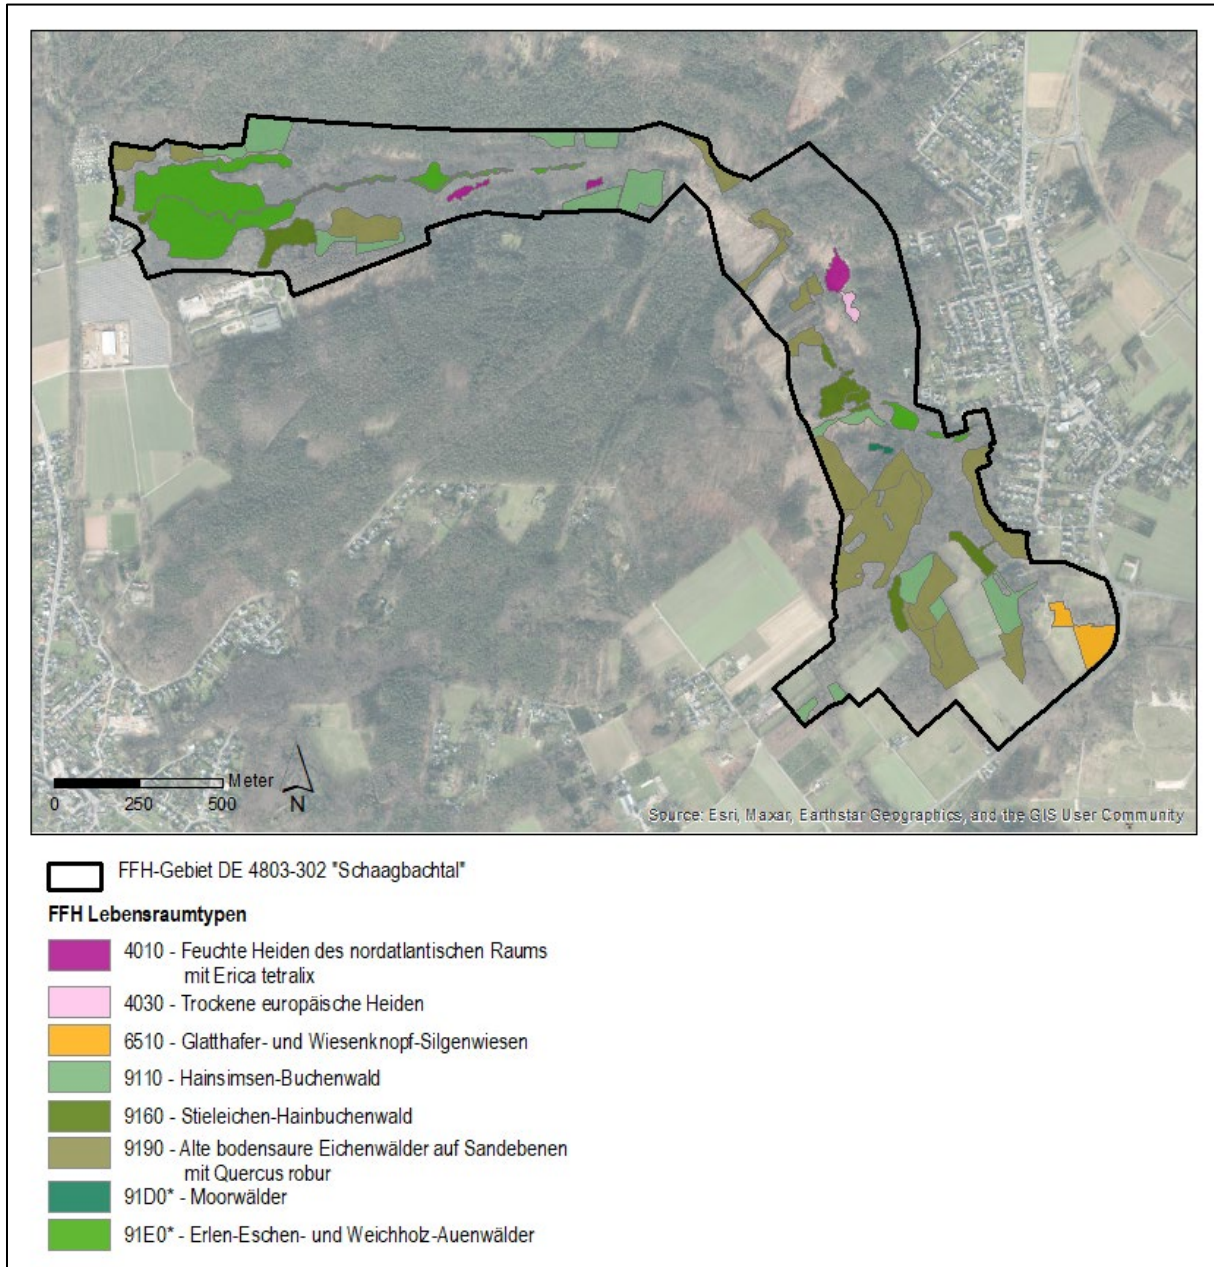 Meter
0 250 500
N
Source: Esri, Maxar, Earthstar Geographics, and the GIS User Community
FFH-Gebiet DE 4803-302 "Schaagbachtal"
FFH Lebensraumtypen
4010 - Feuchte Heiden des nordatlantischen Raums
mit Erica tetralix
4030 - Trockene europäische Heiden
6510 - Glatthafer- und Wiesenknopf-Silgenwiesen
9110 - Hainsimsen-Buchenwald
9160 - Stieleichen-Hainbuchenwald
9190 - Alte bodensaure Eichenwälder auf Sandebenen
mit Quercus robur
91D0* - Moorwälder
91E0* - Erlen-Eschen- und Weichholz-Auenwälder